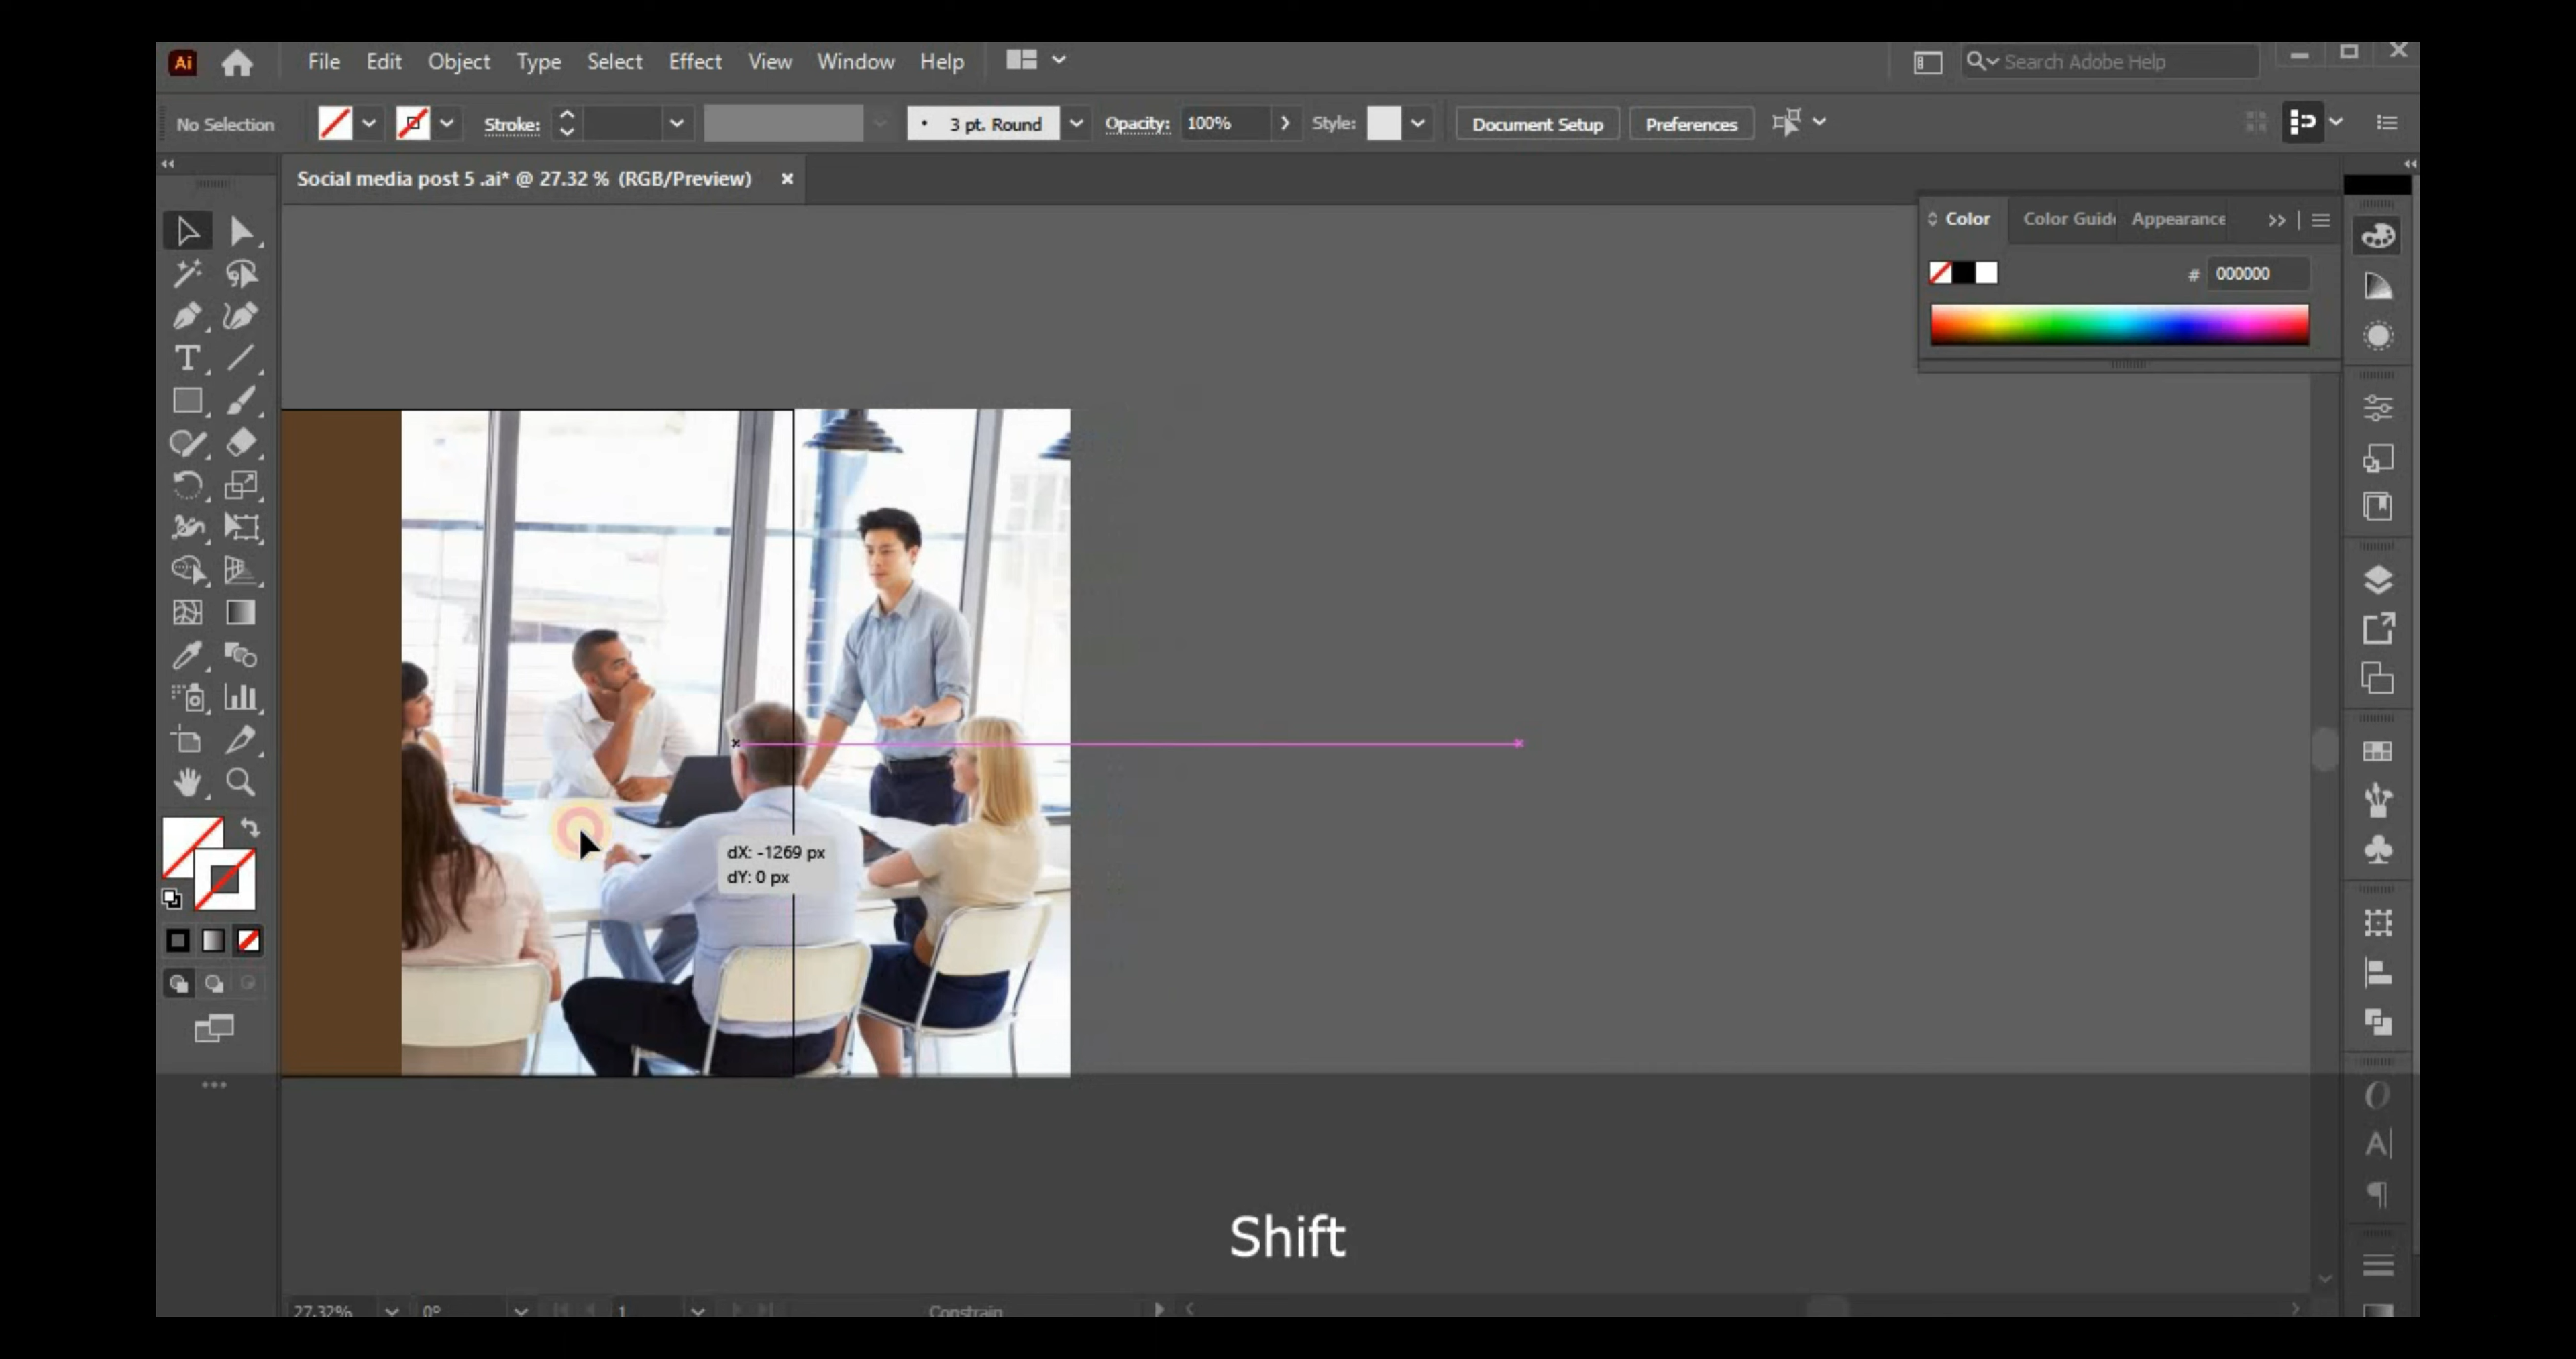 Ai File Edit Object Type Select Effect View Window Help Search Adobe Help
No Selection Stroke: 3 pt. Round Opacity: 100% Style: Document Setup Preferences
Social media post 5 .ai* @ 27.32 % (RGB/Preview)
Color Color Guid Appearance
# 000000
dX: -1269 px
dY: 0 px
Shift
27.32% 0° 1 Constrain